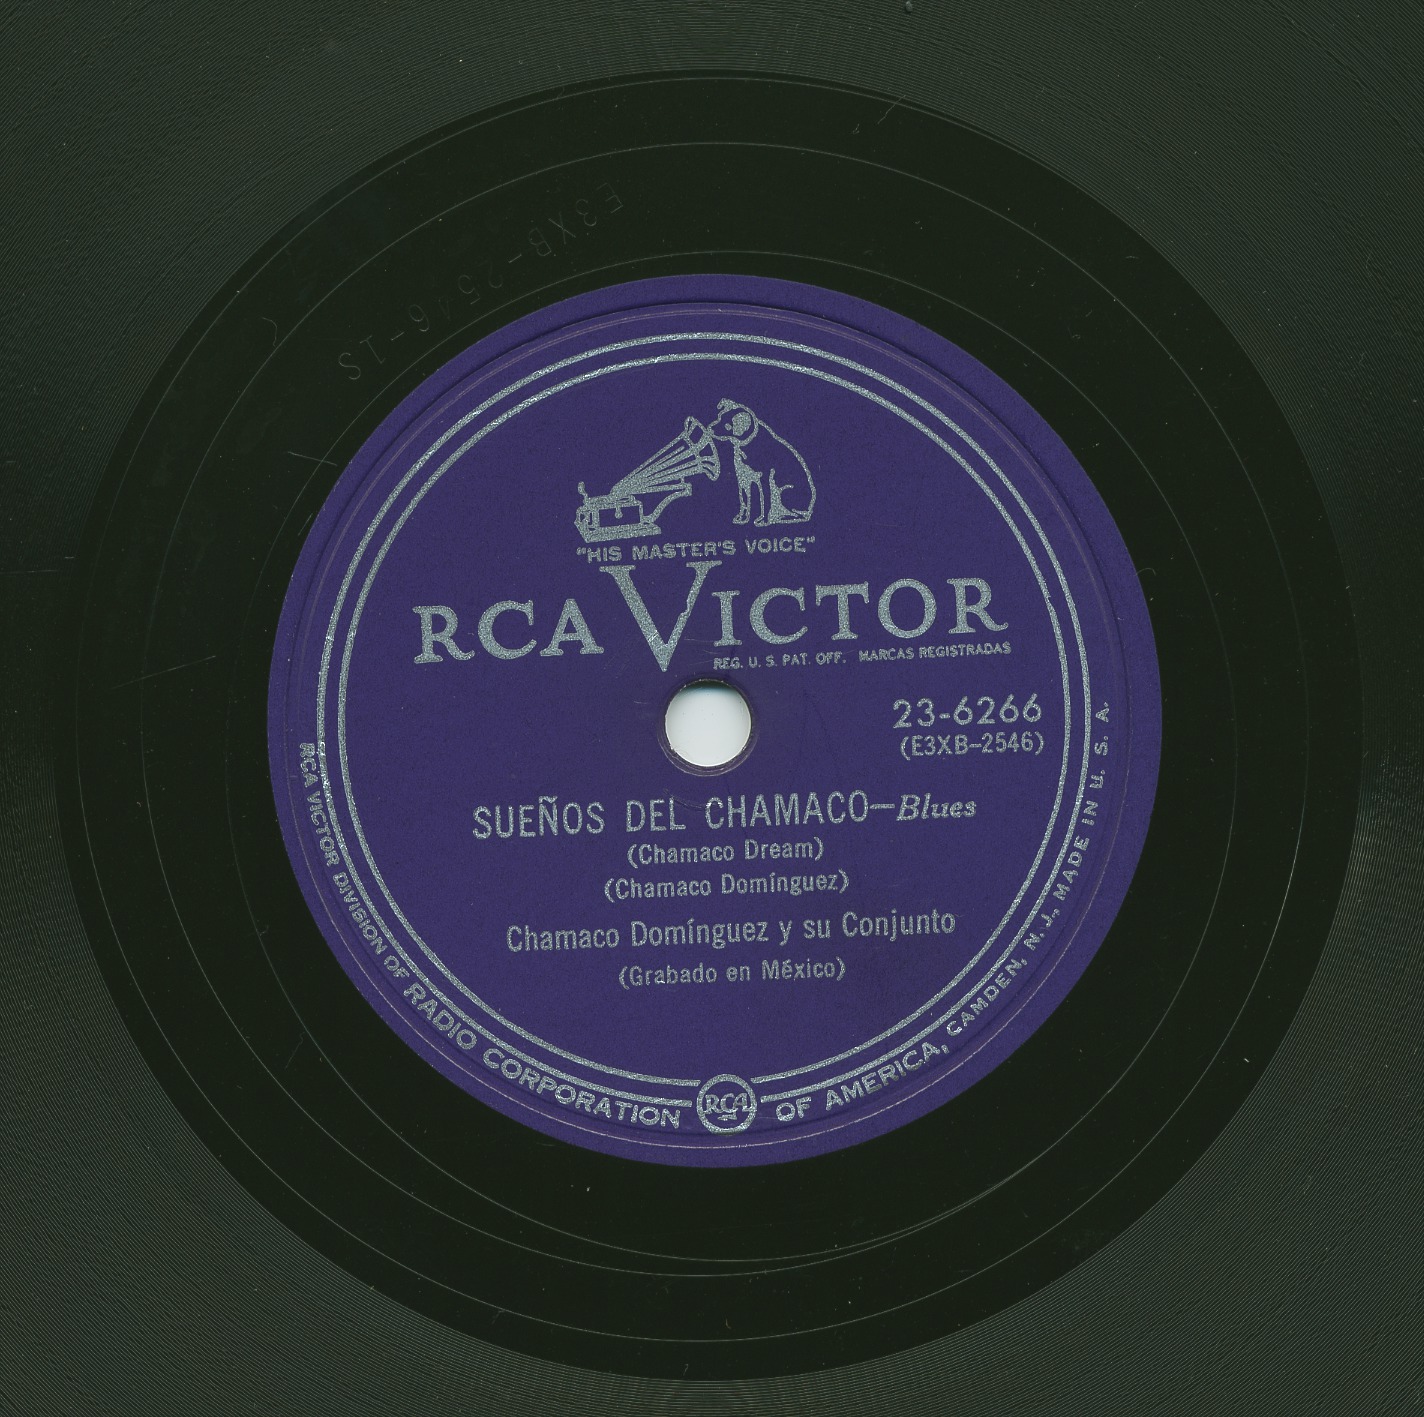 E3XB-2546-1S
"HIS MASTER'S VOICE"
RCA VICTOR
REG. U. S. PAT. OFF. MARCAS REGISTRADAS
23-6266
(E3XB-2546)
SUEÑOS DEL CHAMACO—Blues
(Chamaco Dream)
(Chamaco Domínguez)
Chamaco Domínguez y su Conjunto
(Grabado en México)
RCA VICTOR DIVISION OF RADIO CORPORATION RCA OF AMERICA, CAMDEN, N. J., MADE IN U. S. A.